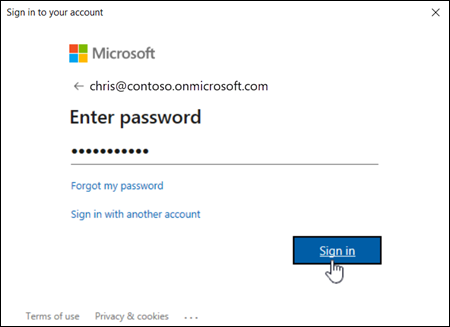 Sign in to your account
Microsoft
chris@contoso.onmicrosoft.com
Enter password
•••••••••••
Forgot my password
Sign in with another account
Sign in
Terms of use Privacy & cookies ...